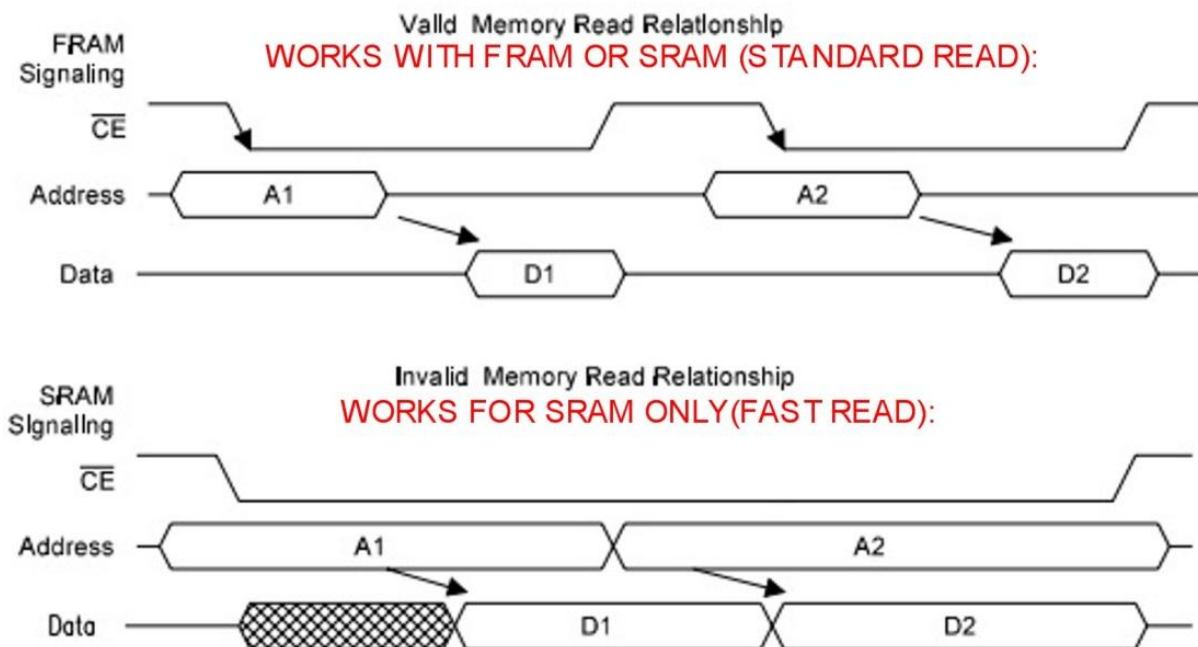 Valid Memory Read Relationship
FRAM
Signaling
WORKS WITH FRAM OR SRAM (STANDARD READ):
CE
Address
A1
A2
Data
D1
D2
Invalid Memory Read Relationship
SRAM
Signaling
WORKS FOR SRAM ONLY(FAST READ):
CE
Address
A1
A2
Data
D1
D2